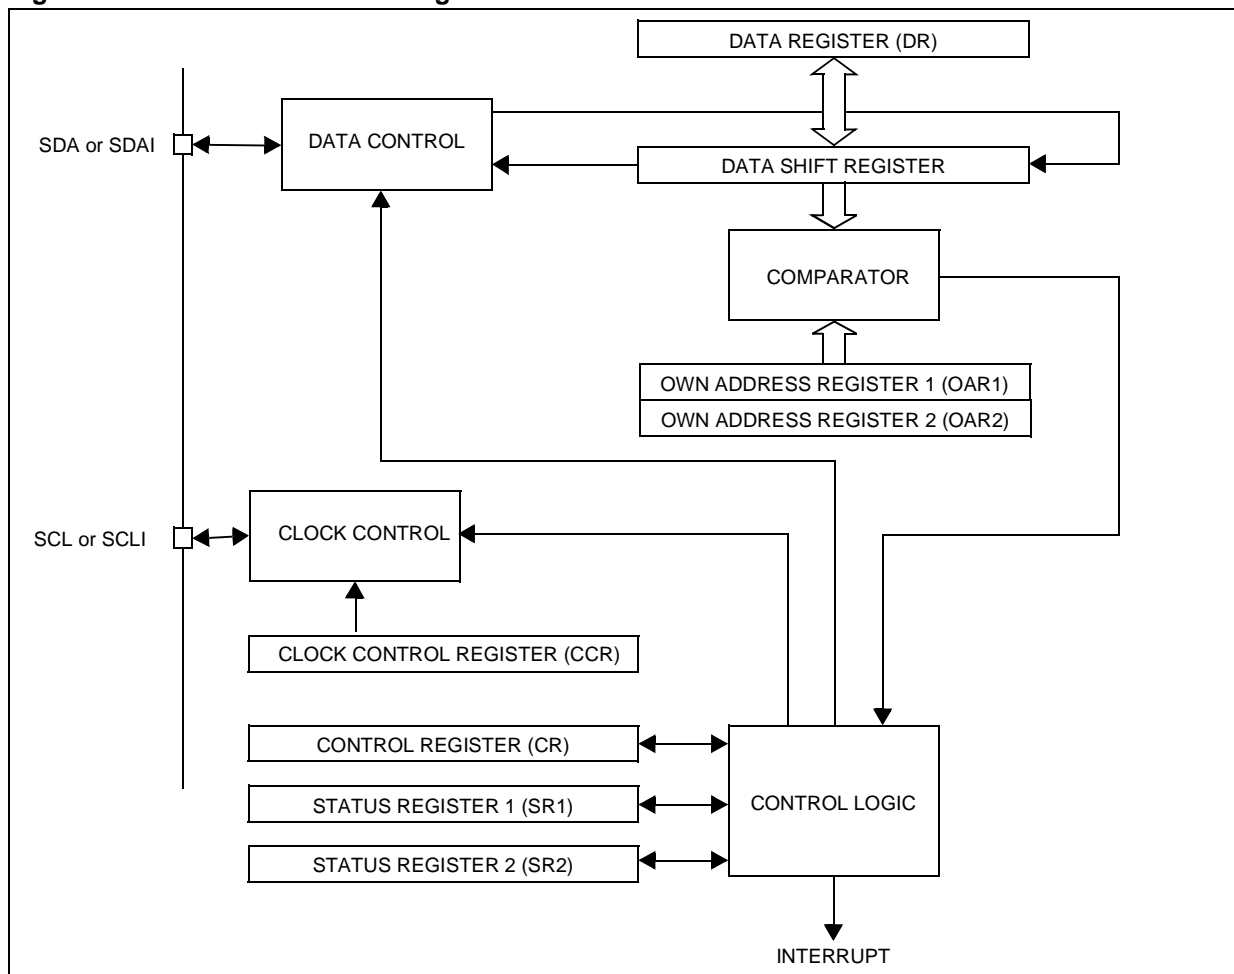 DATA REGISTER (DR)
SDA or SDAI
DATA CONTROL
DATA SHIFT REGISTER
COMPARATOR
OWN ADDRESS REGISTER 1 (OAR1)
OWN ADDRESS REGISTER 2 (OAR2)
SCL or SCLI
CLOCK CONTROL
CLOCK CONTROL REGISTER (CCR)
CONTROL REGISTER (CR)
STATUS REGISTER 1 (SR1)
CONTROL LOGIC
STATUS REGISTER 2 (SR2)
INTERRUPT